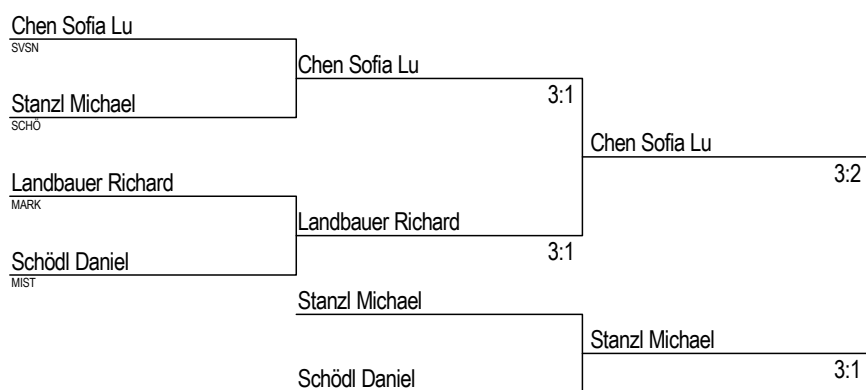 Chen Sofia Lu
SVSN
Chen Sofia Lu
3:1
Stanzl Michael
SCHÖ
Chen Sofia Lu
3:2
Landbauer Richard
MARK
Landbauer Richard
3:1
Schödl Daniel
MIST
Stanzl Michael
Stanzl Michael
3:1
Schödl Daniel